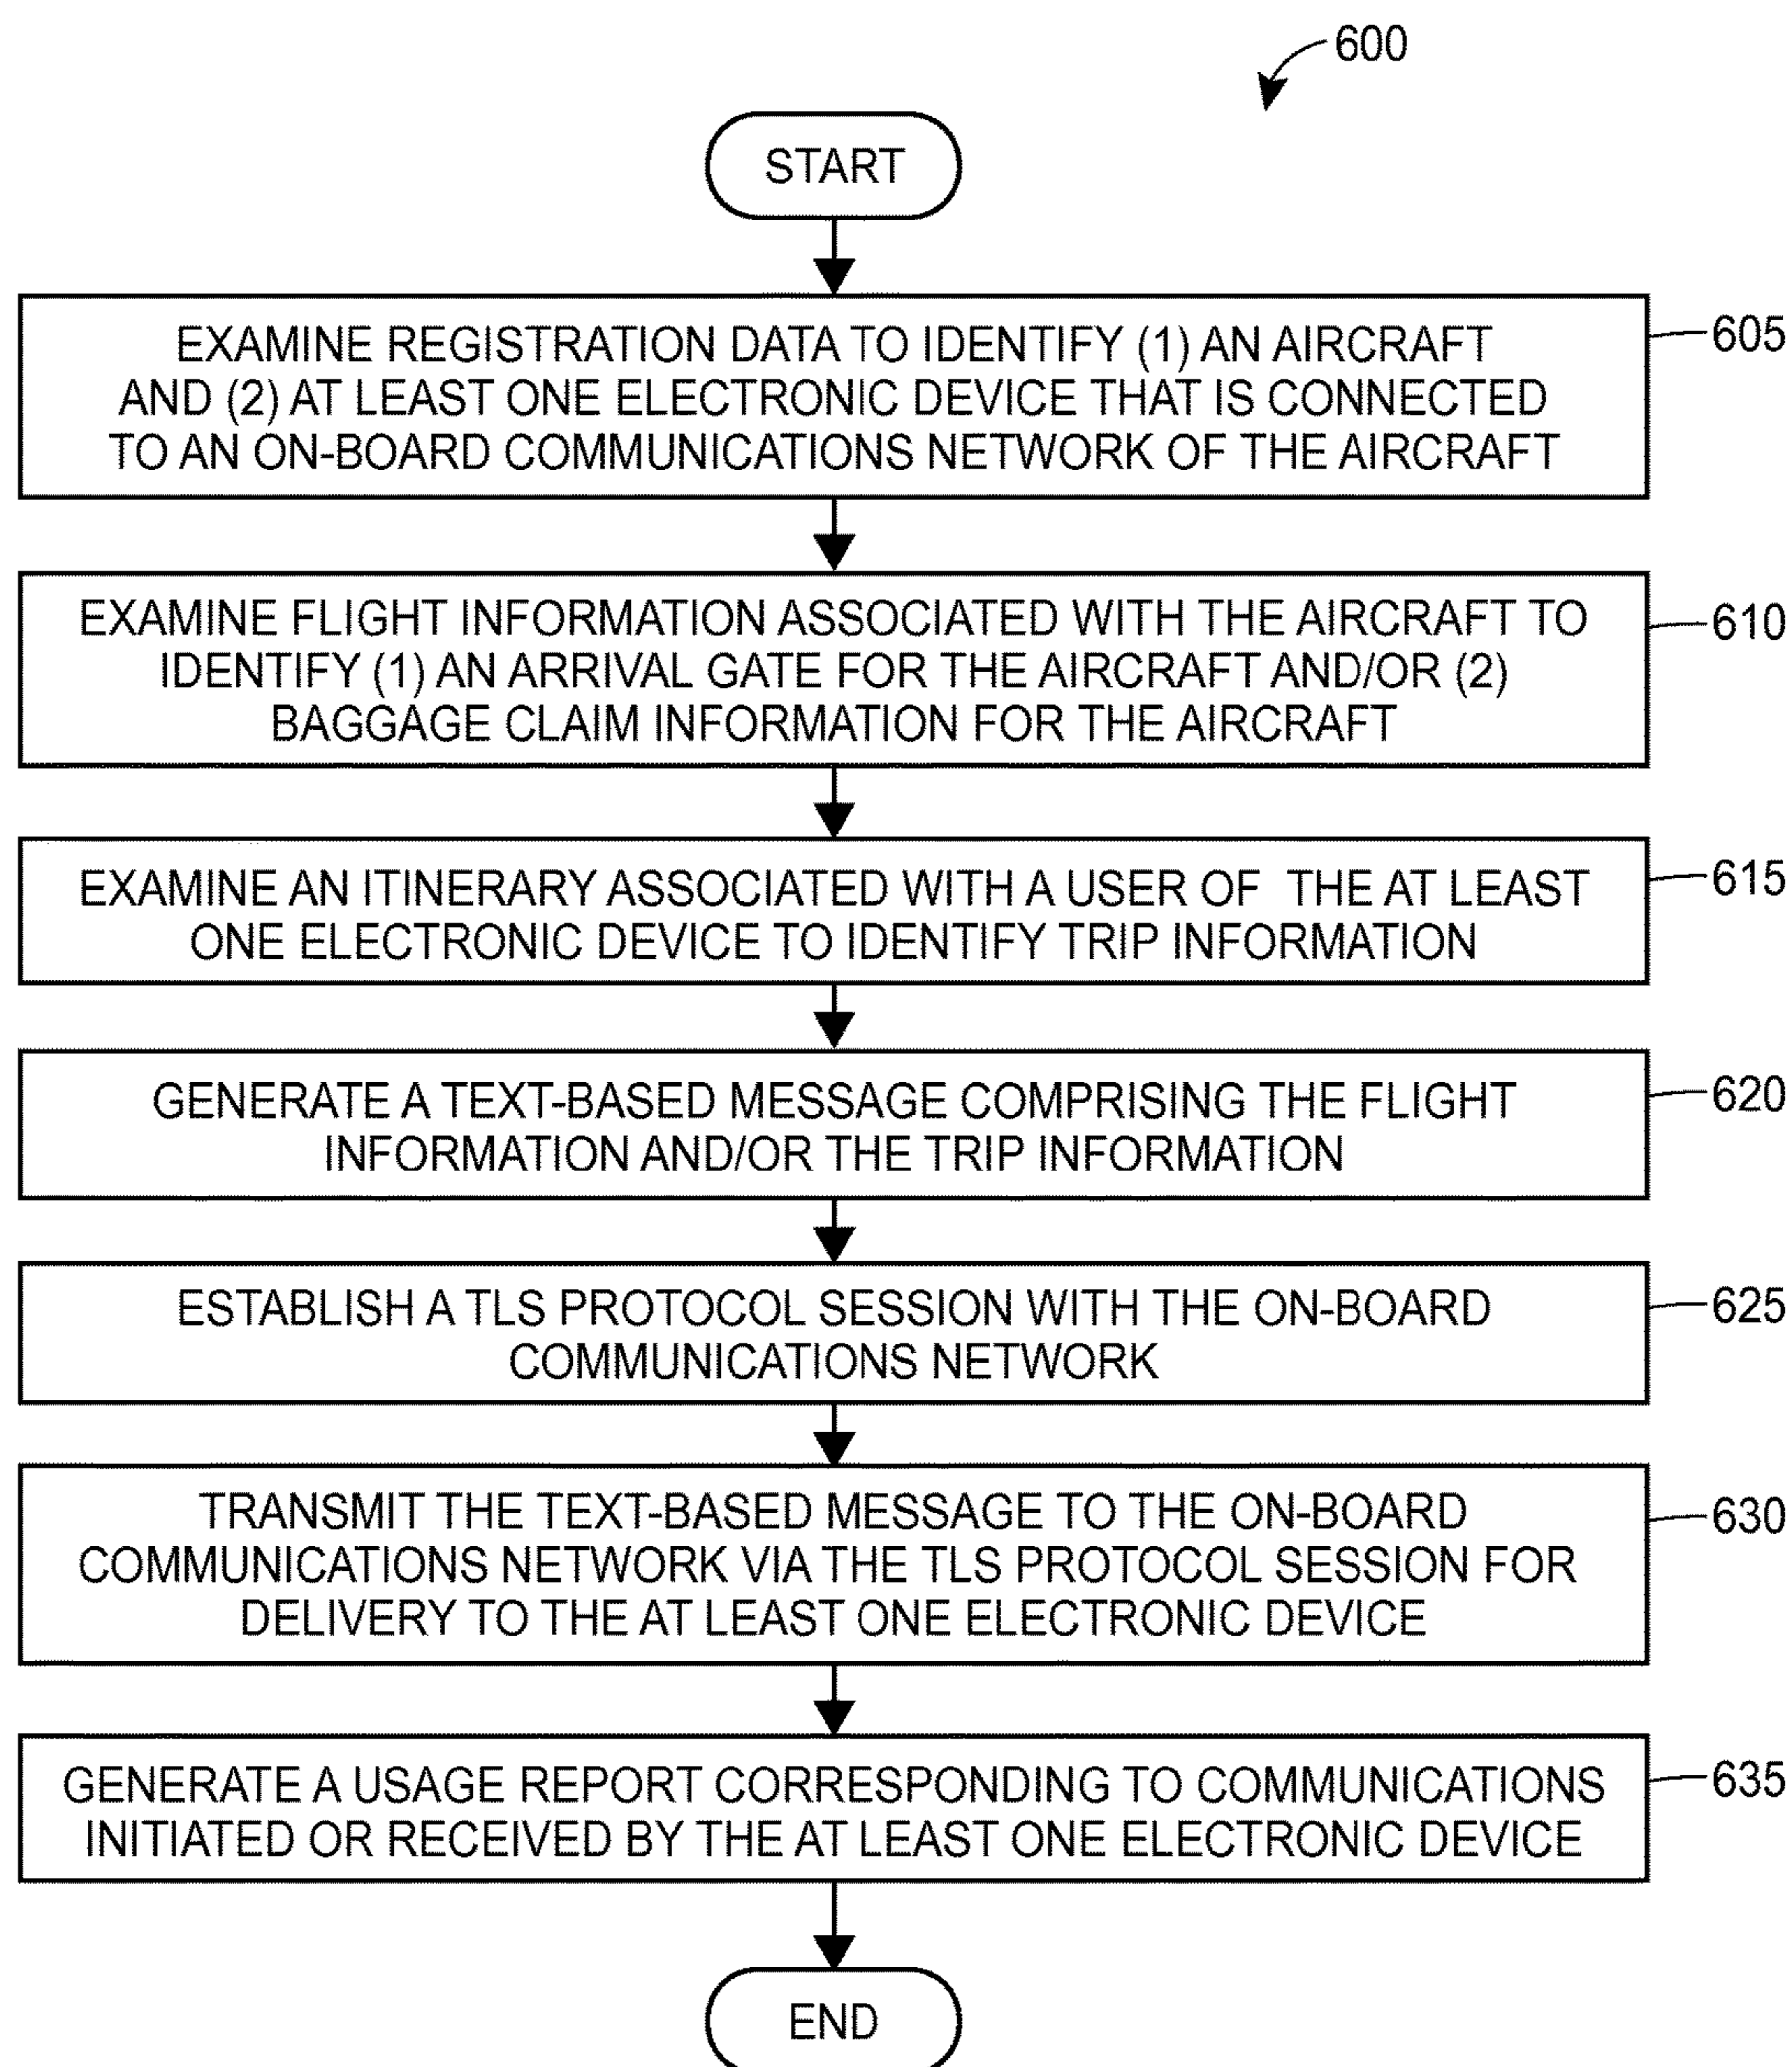 600
START
EXAMINE REGISTRATION DATA TO IDENTIFY (1) AN AIRCRAFT
AND (2) AT LEAST ONE ELECTRONIC DEVICE THAT IS CONNECTED
TO AN ON-BOARD COMMUNICATIONS NETWORK OF THE AIRCRAFT
605
EXAMINE FLIGHT INFORMATION ASSOCIATED WITH THE AIRCRAFT TO
IDENTIFY (1) AN ARRIVAL GATE FOR THE AIRCRAFT AND/OR (2)
BAGGAGE CLAIM INFORMATION FOR THE AIRCRAFT
610
EXAMINE AN ITINERARY ASSOCIATED WITH A USER OF THE AT LEAST
ONE ELECTRONIC DEVICE TO IDENTIFY TRIP INFORMATION
615
GENERATE A TEXT-BASED MESSAGE COMPRISING THE FLIGHT
INFORMATION AND/OR THE TRIP INFORMATION
620
ESTABLISH A TLS PROTOCOL SESSION WITH THE ON-BOARD
COMMUNICATIONS NETWORK
625
TRANSMIT THE TEXT-BASED MESSAGE TO THE ON-BOARD
COMMUNICATIONS NETWORK VIA THE TLS PROTOCOL SESSION FOR
DELIVERY TO THE AT LEAST ONE ELECTRONIC DEVICE
630
GENERATE A USAGE REPORT CORRESPONDING TO COMMUNICATIONS
INITIATED OR RECEIVED BY THE AT LEAST ONE ELECTRONIC DEVICE
635
END